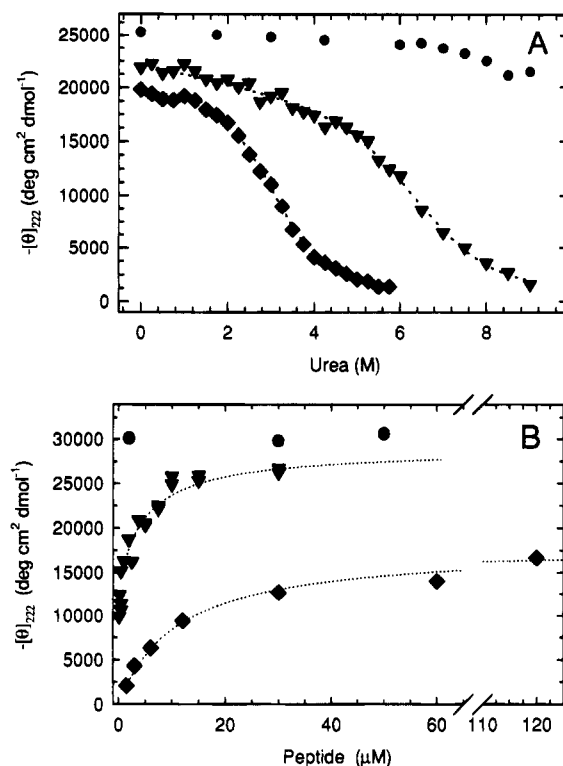 A
-[θ]222 (deg cm² dmol⁻¹)
25000
20000
15000
10000
5000
0
0 2 4 6 8
Urea (M)
B
-[θ]222 (deg cm² dmol⁻¹)
30000
25000
20000
15000
10000
5000
0
0 20 40 60 110 120
Peptide (µM)